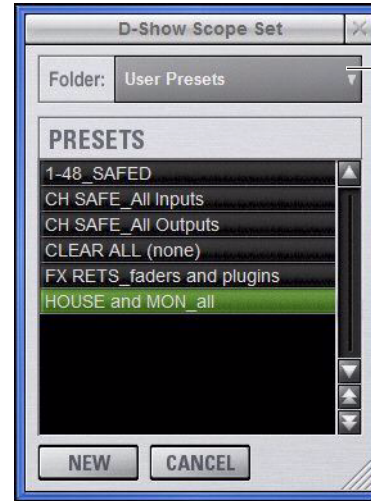 D-Show Scope Set
Folder: User Presets
PRESETS
1-48_SAFED
CH SAFE_All Inputs
CH SAFE_All Outputs
CLEAR ALL (none)
FX RETS_faders and plugins
HOUSE and MON_all
NEW CANCEL